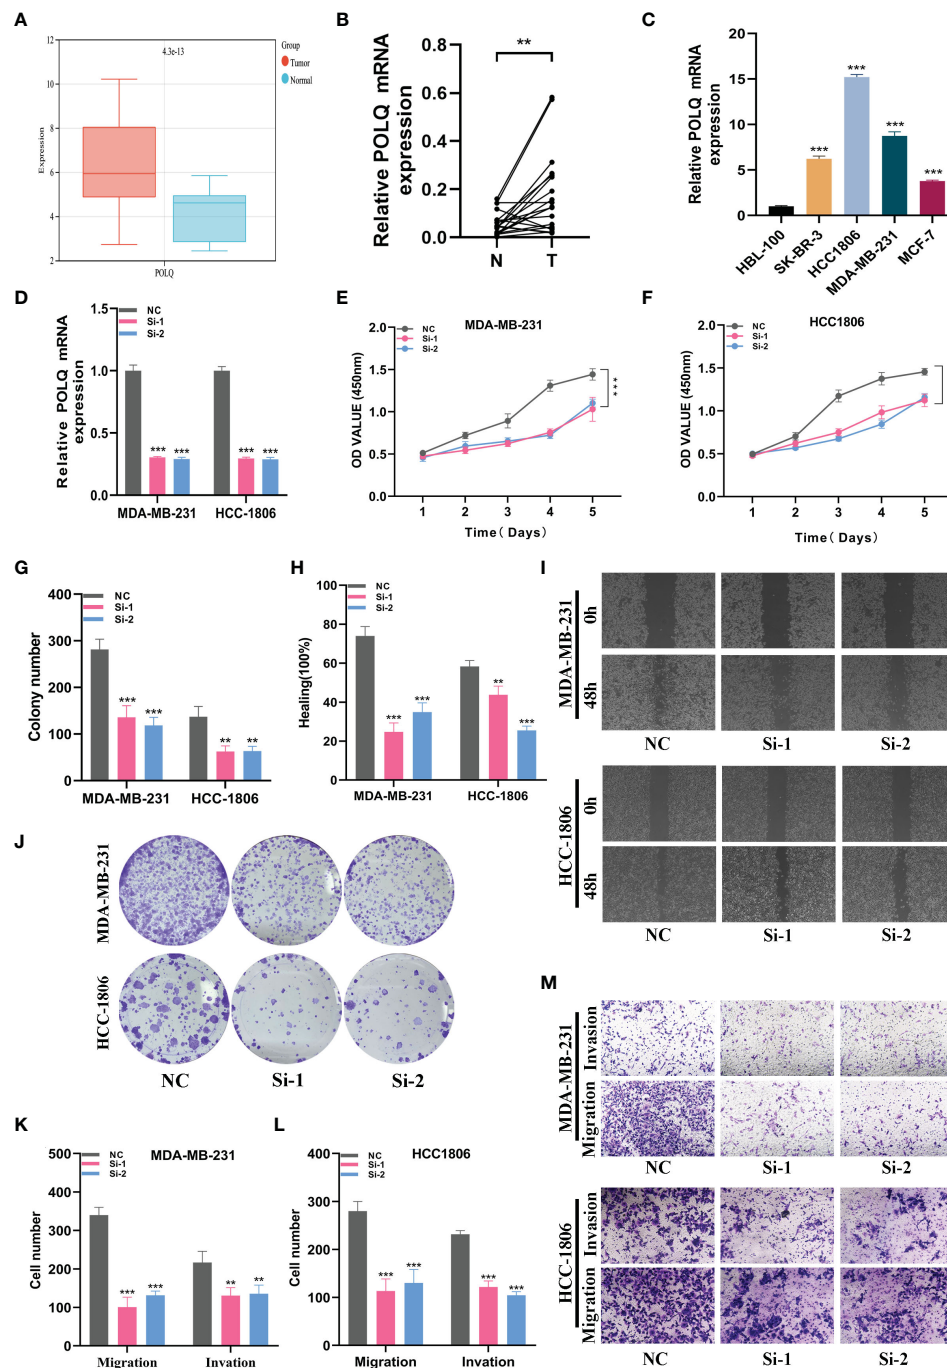 A
4.3e-13
Group
Tumor
Normal
12
10
8
6
4
2
Expression
POLQ
B
**
Relative POLQ mRNA
expression
0.8
0.6
0.4
0.2
0.0
N T
C
Relative POLQ mRNA
expression
20
15
10
5
0
***
***
***
***
HBL-100
SK-BR-3
HCC1806
MDA-MB-231
MCF-7
D
NC
Si-1
Si-2
Relative POLQ mRNA
expression
1.5
1.0
0.5
0.0
*** *** *** ***
MDA-MB-231 HCC-1806
E
MDA-MB-231
NC
Si-1
Si-2
OD VALUE (450nm)
2.0
1.5
1.0
0.5
0.0
***
1 2 3 4 5
Time( Days)
F
HCC1806
NC
Si-1
Si-2
OD VALUE (450nm)
2.0
1.5
1.0
0.5
0.0
1 2 3 4 5
Time( Days)
G
NC
Si-1
Si-2
Colony number
400
300
200
100
0
*** *** ** **
MDA-MB-231 HCC-1806
H
NC
Si-1
Si-2
Healing(100%)
100
80
60
40
20
0
*** *** ** ***
MDA-MB-231 HCC-1806
I
MDA-MB-231
0h
48h
NC Si-1 Si-2
HCC-1806
0h
48h
NC Si-1 Si-2
J
MDA-MB-231
HCC-1806
NC Si-1 Si-2
K
MDA-MB-231
NC
Si-1
Si-2
Cell number
500
400
300
200
100
0
*** *** ** **
Migration Invation
L
HCC1806
NC
Si-1
Si-2
Cell number
400
300
200
100
0
*** *** *** ***
Migration Invation
M
MDA-MB-231
Invasion
Migration
NC Si-1 Si-2
HCC-1806
Invasion
Migration
NC Si-1 Si-2